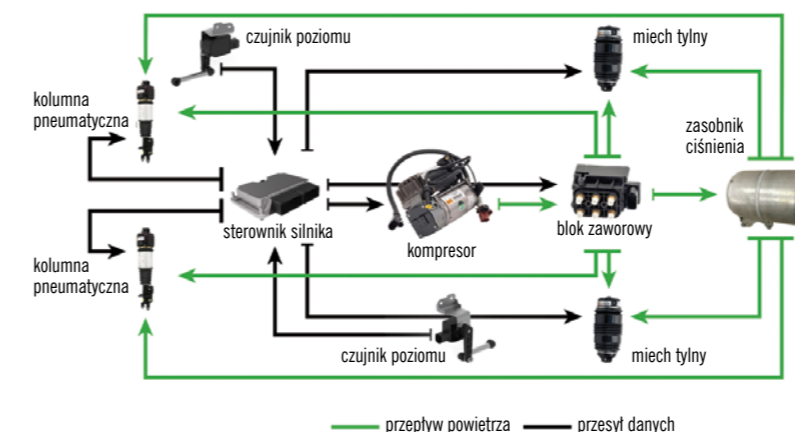 czujnik poziomu
miech tylny
kolumna
pneumatyczna
zasobnik
ciśnienia
sterownik silnika
kompresor
blok zaworowy
kolumna
pneumatyczna
czujnik poziomu
miech tylny
przepływ powietrza
przesył danych